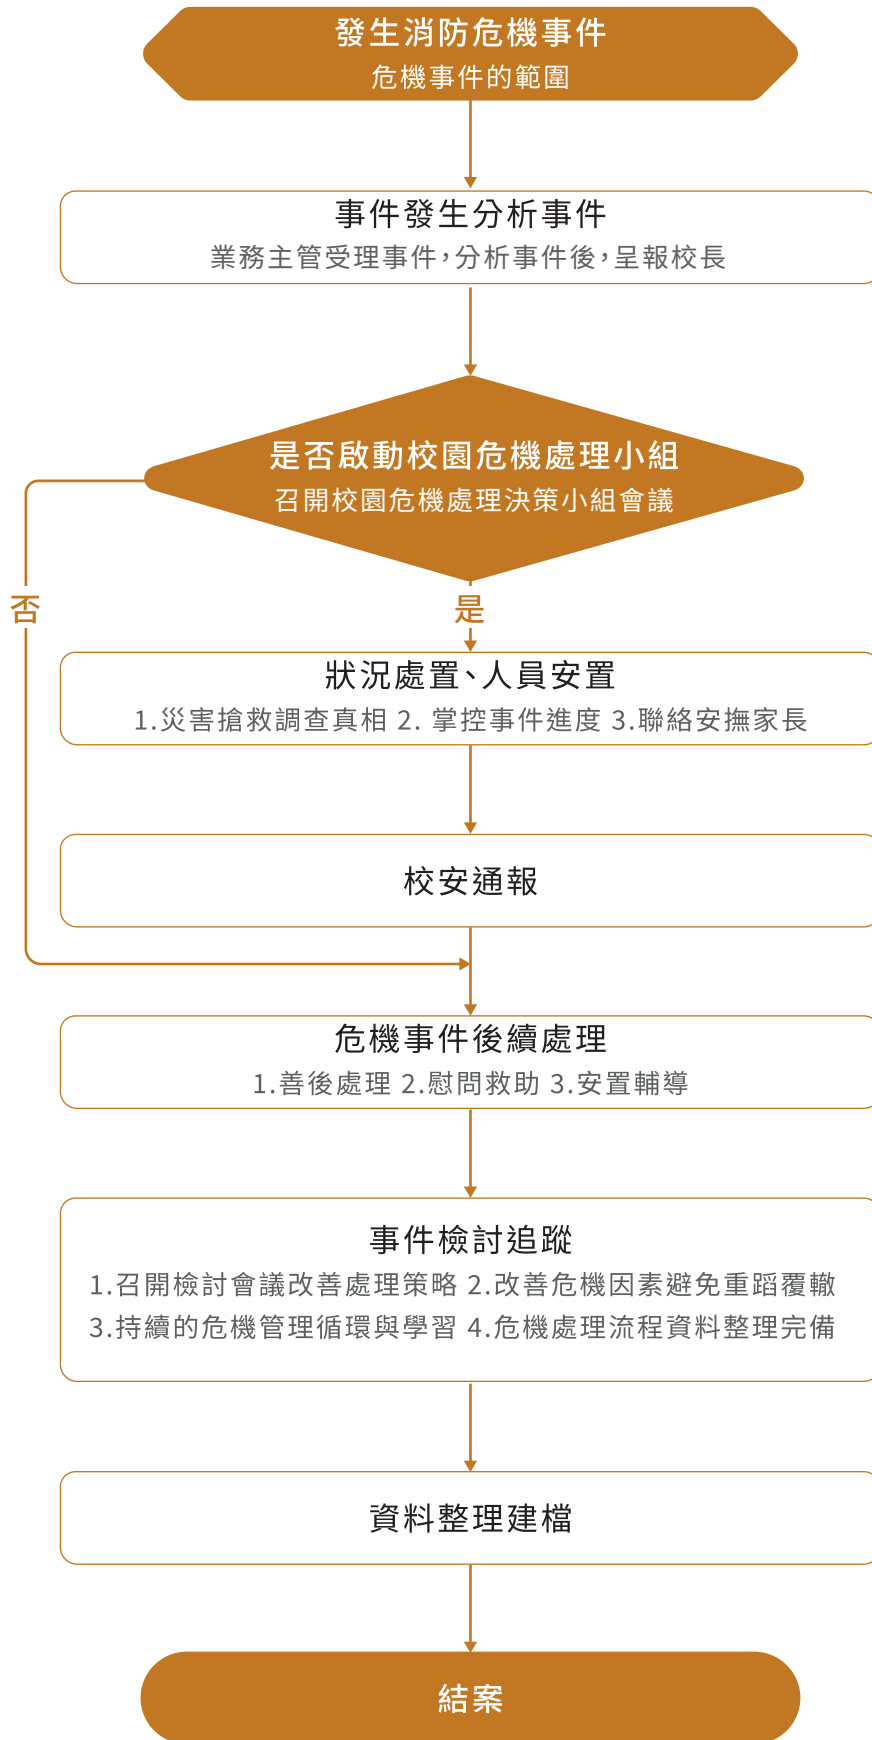 發生消防危機事件
危機事件的範圍
事件發生分析事件
業務主管受理事件，分析事件後，呈報校長
是否啟動校園危機處理小組
召開校園危機處理決策小組會議
否
是
狀況處置、人員安置
1.災害搶救調查真相 2. 掌控事件進度 3.聯絡安撫家長
校安通報
危機事件後續處理
1.善後處理 2.慰問救助 3.安置輔導
事件檢討追蹤
1.召開檢討會議改善處理策略 2.改善危機因素避免重蹈覆轍
3.持續的危機管理循環與學習 4.危機處理流程資料整理完備
資料整理建檔
結案